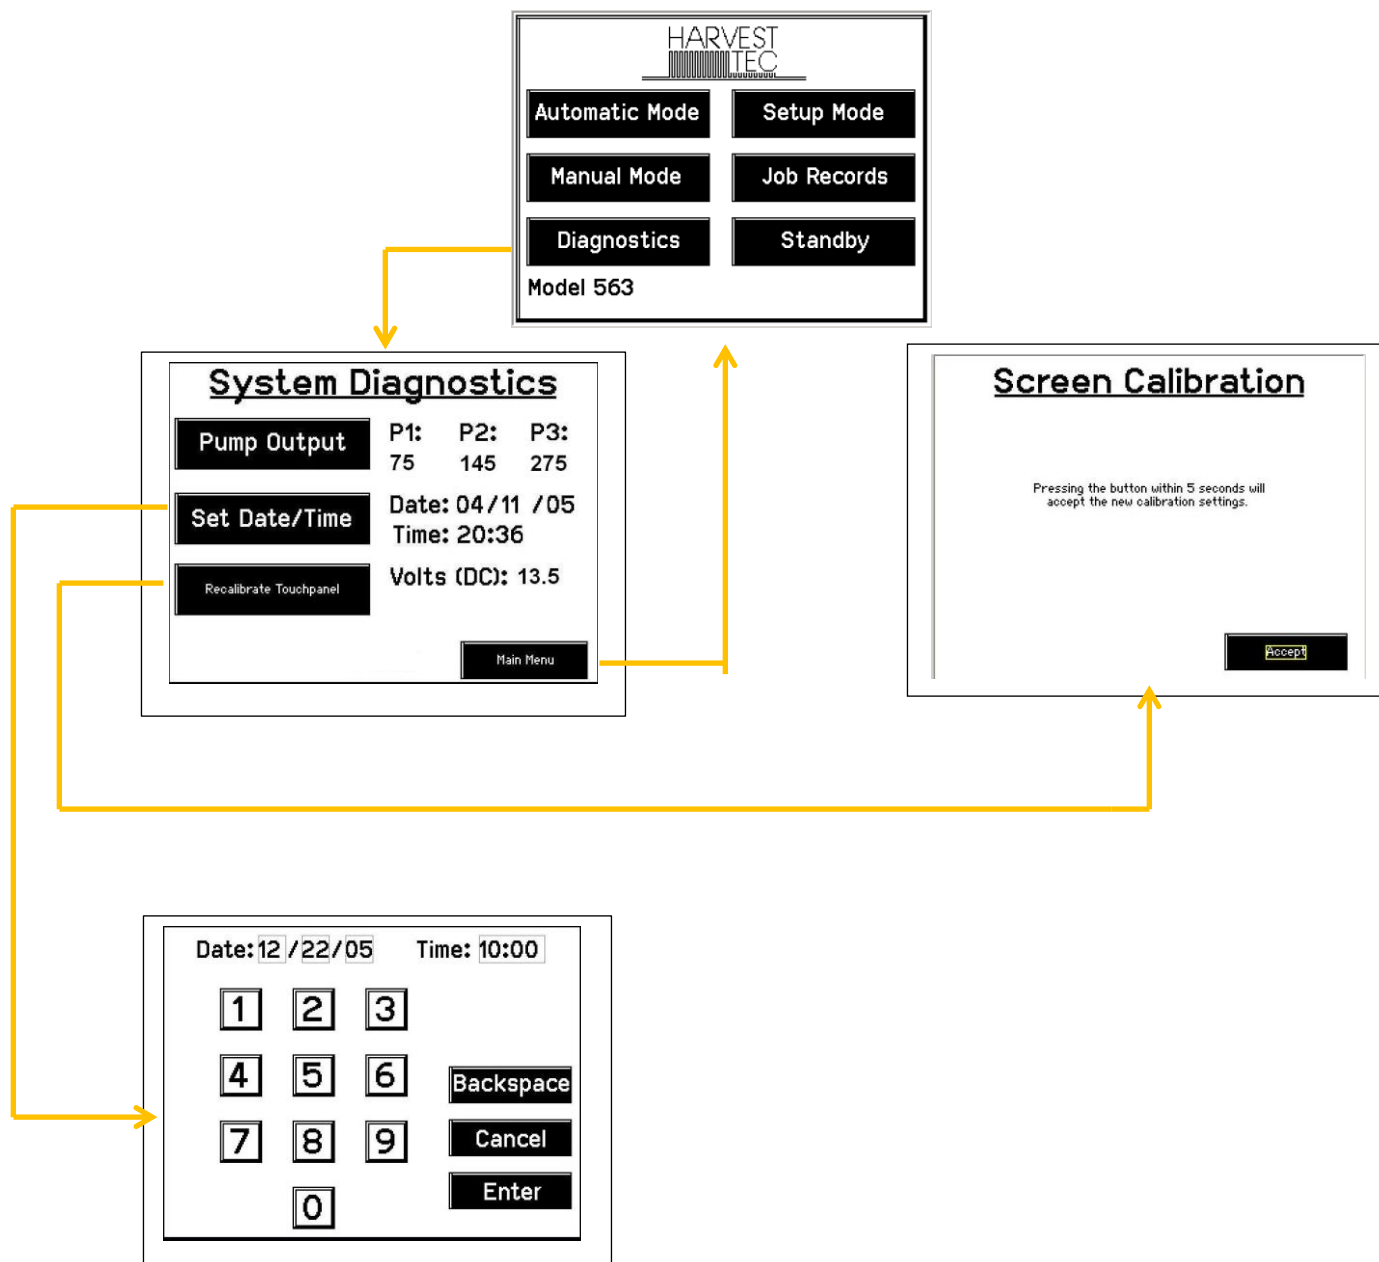 HARVEST
TEC
Automatic Mode
Setup Mode
Manual Mode
Job Records
Diagnostics
Standby
Model 563
System Diagnostics
Pump Output
P1: P2: P3:
75 145 275
Set Date/Time
Date: 04/11 /05
Time: 20:36
Recalibrate Touchpanel
Volts (DC): 13.5
Main Menu
Screen Calibration
Pressing the button within 5 seconds will
accept the new calibration settings.
Accept
Date: 12 /22/05 Time: 10:00
1 2 3
4 5 6
Backspace
7 8 9
Cancel
Enter
0